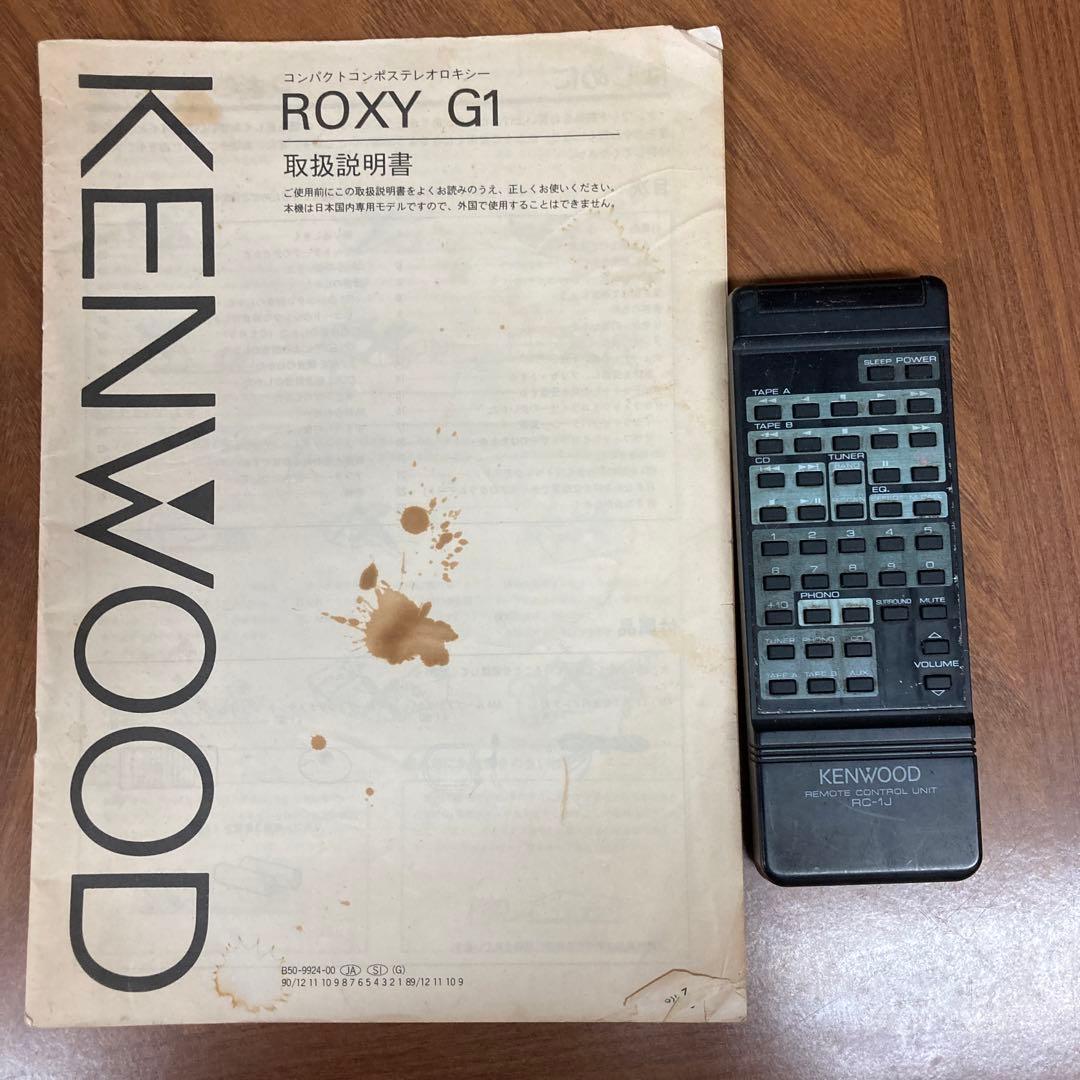 KENWOOD
コンパクトコンポステレオロキシー
ROXY G1
取扱説明書
ご使用前にこの取扱説明書をよくお読みのうえ、正しくお使いください。
本機は日本国内専用モデルですので、外国で使用することはできません。
B50-9924-00 JA SI (G)
90/12 11 10 9 8 7 6 5 4 3 2 1 89/12 11 10 9
SLEEP POWER
TAPE A
TAPE B
CD TUNER
BAND
EQ.
1 2 3 4 5
6 7 8 9 0
+10 PHONO SURROUND MUTE
TUNER PHONO CD
VOLUME
TAPE A TAPE B AUX
KENWOOD
REMOTE CONTROL UNIT
RC-1J